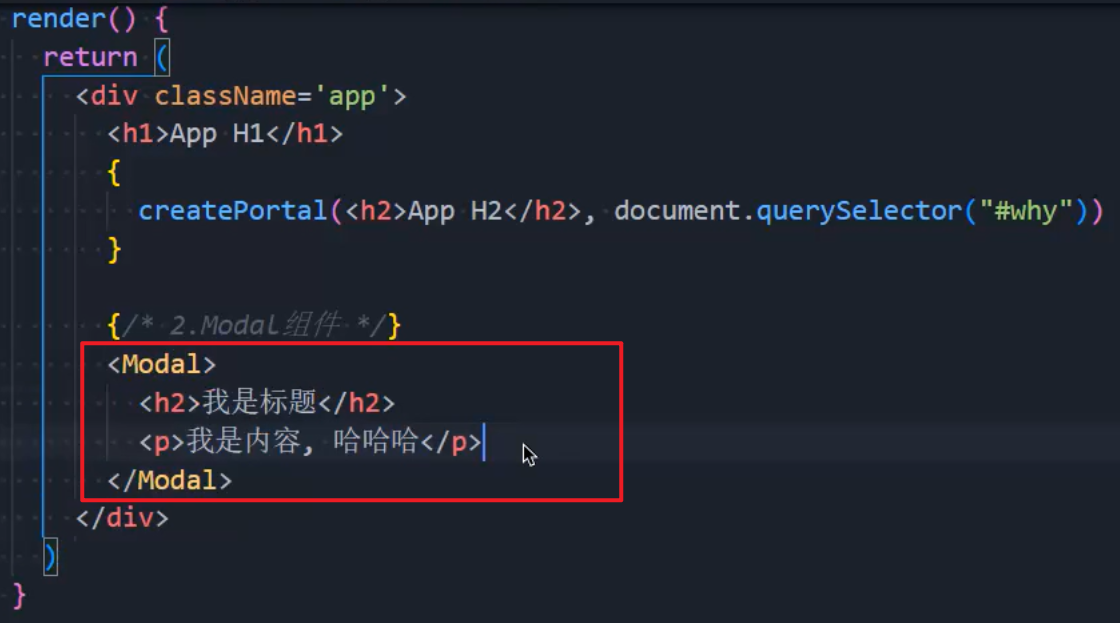 render() {
return (
<div className='app'>
<h1>App H1</h1>
{
createPortal(<h2>App H2</h2>, document.querySelector("#why"))
}
{/* 2.Modal组件 */}
<Modal>
<h2>我是标题</h2>
<p>我是内容, 哈哈哈</p>
</Modal>
</div>
)
}